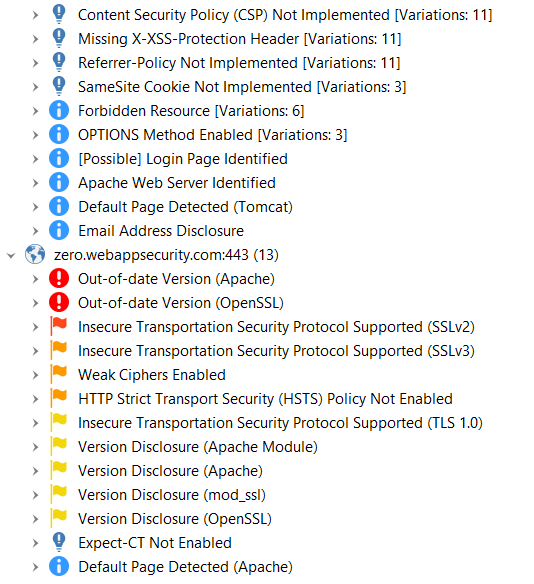 Content Security Policy (CSP) Not Implemented [Variations: 11]
Missing X-XSS-Protection Header [Variations: 11]
Referrer-Policy Not Implemented [Variations: 11]
SameSite Cookie Not Implemented [Variations: 3]
Forbidden Resource [Variations: 6]
OPTIONS Method Enabled [Variations: 3]
[Possible] Login Page Identified
Apache Web Server Identified
Default Page Detected (Tomcat)
Email Address Disclosure
zero.webappsecurity.com:443 (13)
Out-of-date Version (Apache)
Out-of-date Version (OpenSSL)
Insecure Transportation Security Protocol Supported (SSLv2)
Insecure Transportation Security Protocol Supported (SSLv3)
Weak Ciphers Enabled
HTTP Strict Transport Security (HSTS) Policy Not Enabled
Insecure Transportation Security Protocol Supported (TLS 1.0)
Version Disclosure (Apache Module)
Version Disclosure (Apache)
Version Disclosure (mod_ssl)
Version Disclosure (OpenSSL)
Expect-CT Not Enabled
Default Page Detected (Apache)